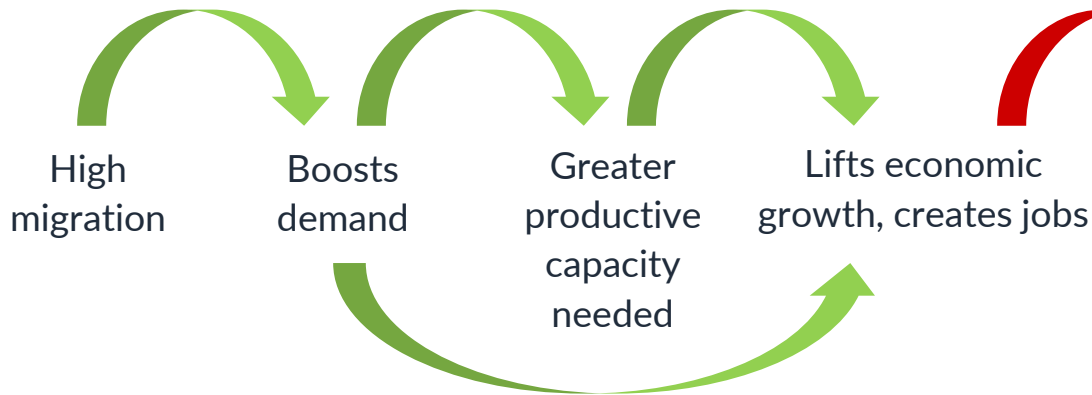 High
migration
Boosts
demand
Greater
productive
capacity
needed
Lifts economic
growth, creates jobs